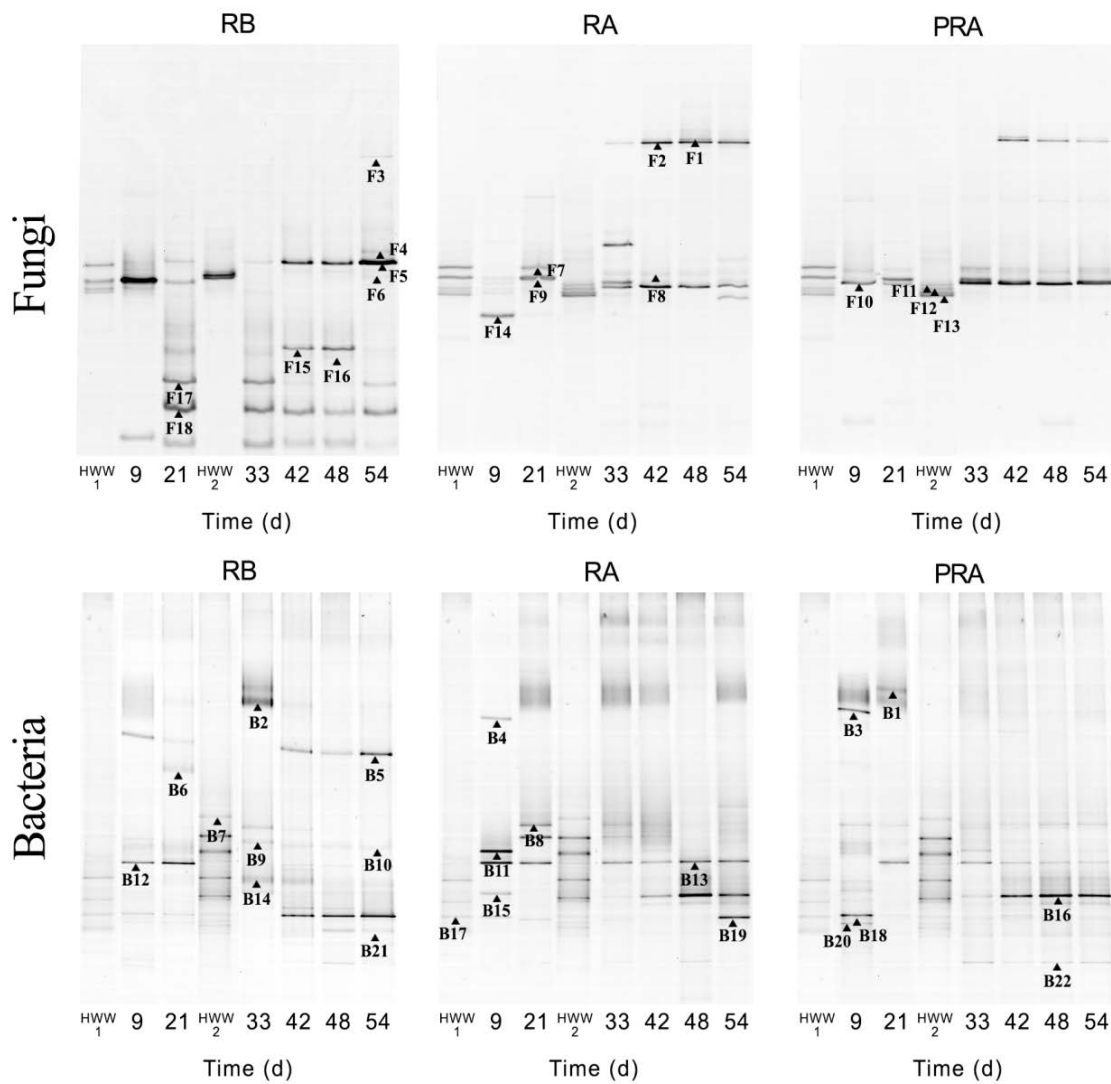 RB RA PRA
Fungi
F3
F4
F5
F6
F15
F16
F17
F18
F2 F1
F7
F9
F8
F14
F10
F11
F12
F13
HWW 1 9 21 HWW 2 33 42 48 54
HWW 1 9 21 HWW 2 33 42 48 54
HWW 1 9 21 HWW 2 33 42 48 54
Time (d) Time (d) Time (d)
RB RA PRA
Bacteria
B2
B5
B6
B7
B9
B10
B12
B14
B21
B4
B8
B11
B13
B15
B17
B19
B3
B1
B16
B20
B18
B22
HWW 1 9 21 HWW 2 33 42 48 54
HWW 1 9 21 HWW 2 33 42 48 54
HWW 1 9 21 HWW 2 33 42 48 54
Time (d) Time (d) Time (d)